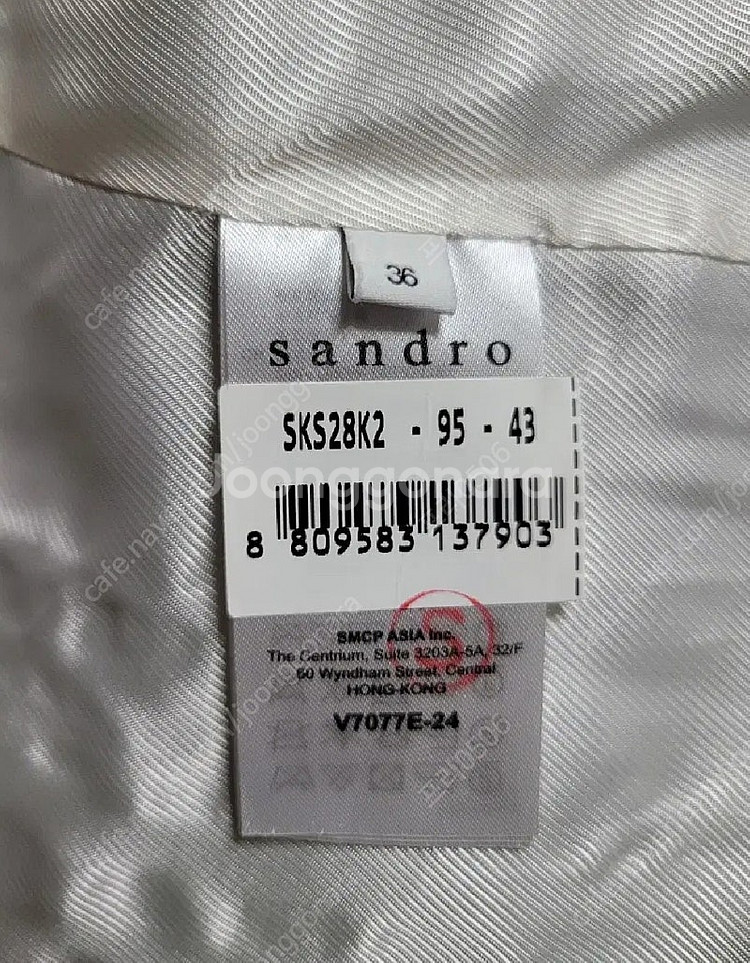 36
sandro
SKS28K2 - 95 - 43
Joonggonara
8 809583 137903
S
SMCP ASIA Inc.
The Centrium, Suite 3203A-5A, 32/F
60 Wyndham Street, Central
HONG-KONG
V7077E-24